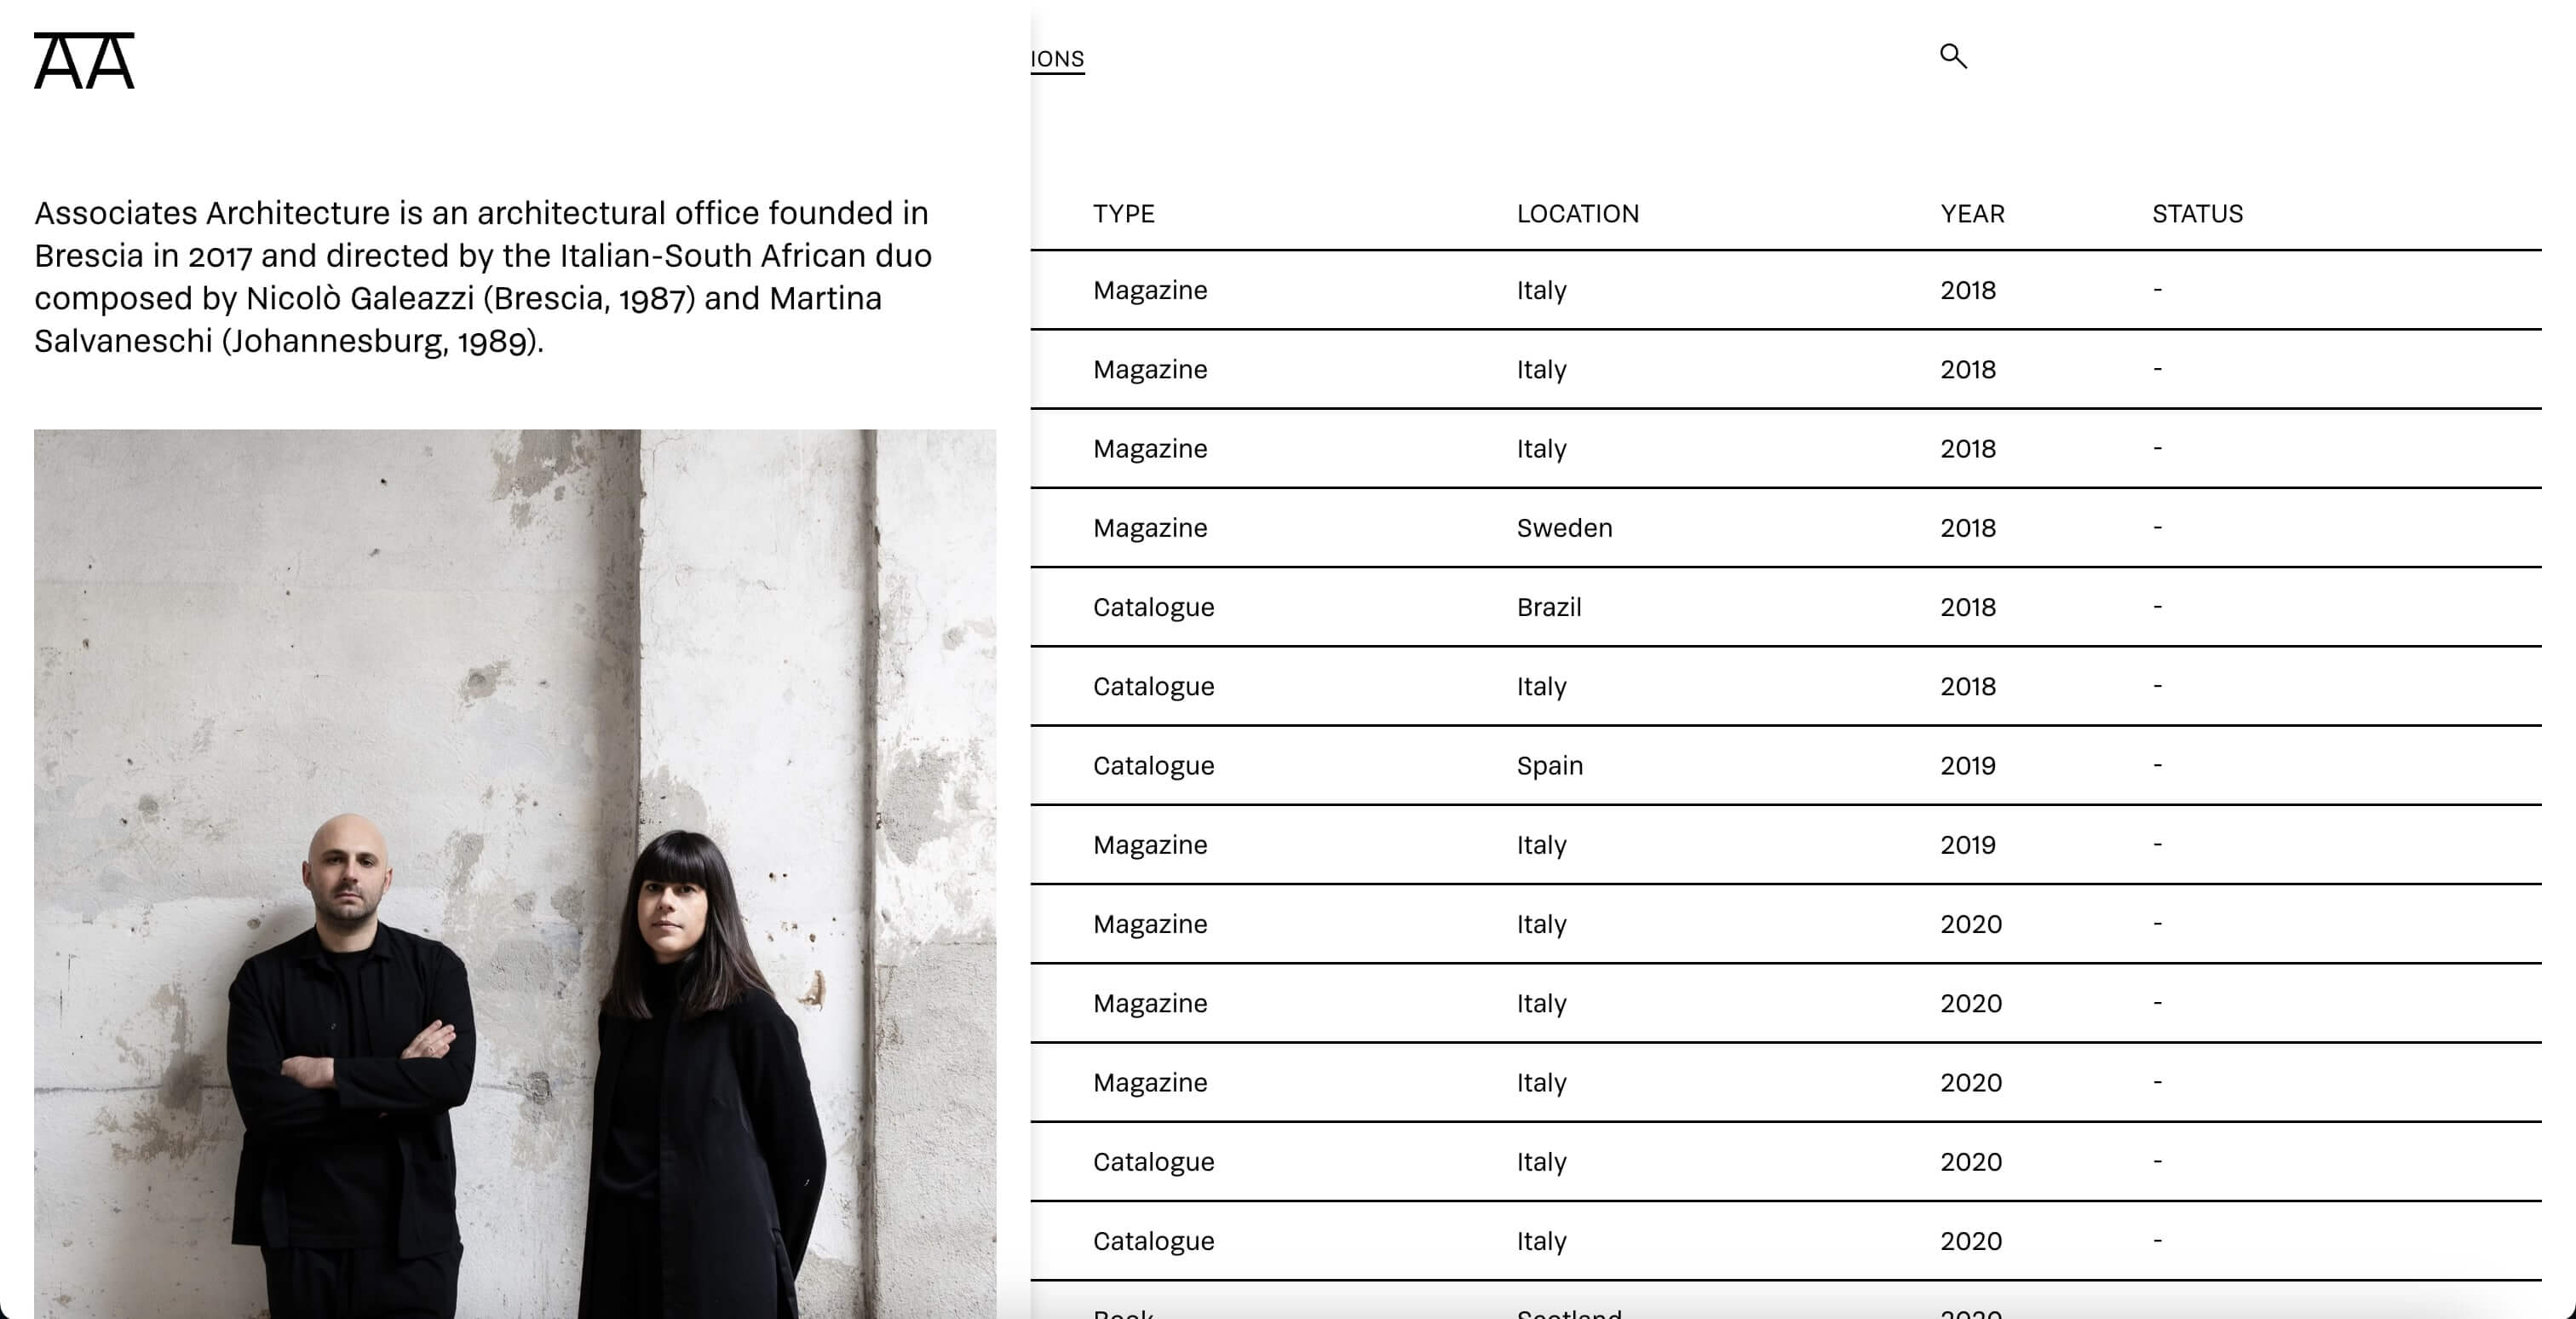 AA
IONS
Associates Architecture is an architectural office founded in
Brescia in 2017 and directed by the Italian-South African duo
composed by Nicolò Galeazzi (Brescia, 1987) and Martina
Salvaneschi (Johannesburg, 1989).
TYPE LOCATION YEAR STATUS
Magazine Italy 2018 -
Magazine Italy 2018 -
Magazine Italy 2018 -
Magazine Sweden 2018 -
Catalogue Brazil 2018 -
Catalogue Italy 2018 -
Catalogue Spain 2019 -
Magazine Italy 2019 -
Magazine Italy 2020 -
Magazine Italy 2020 -
Magazine Italy 2020 -
Catalogue Italy 2020 -
Catalogue Italy 2020 -
Book Scotland 2020